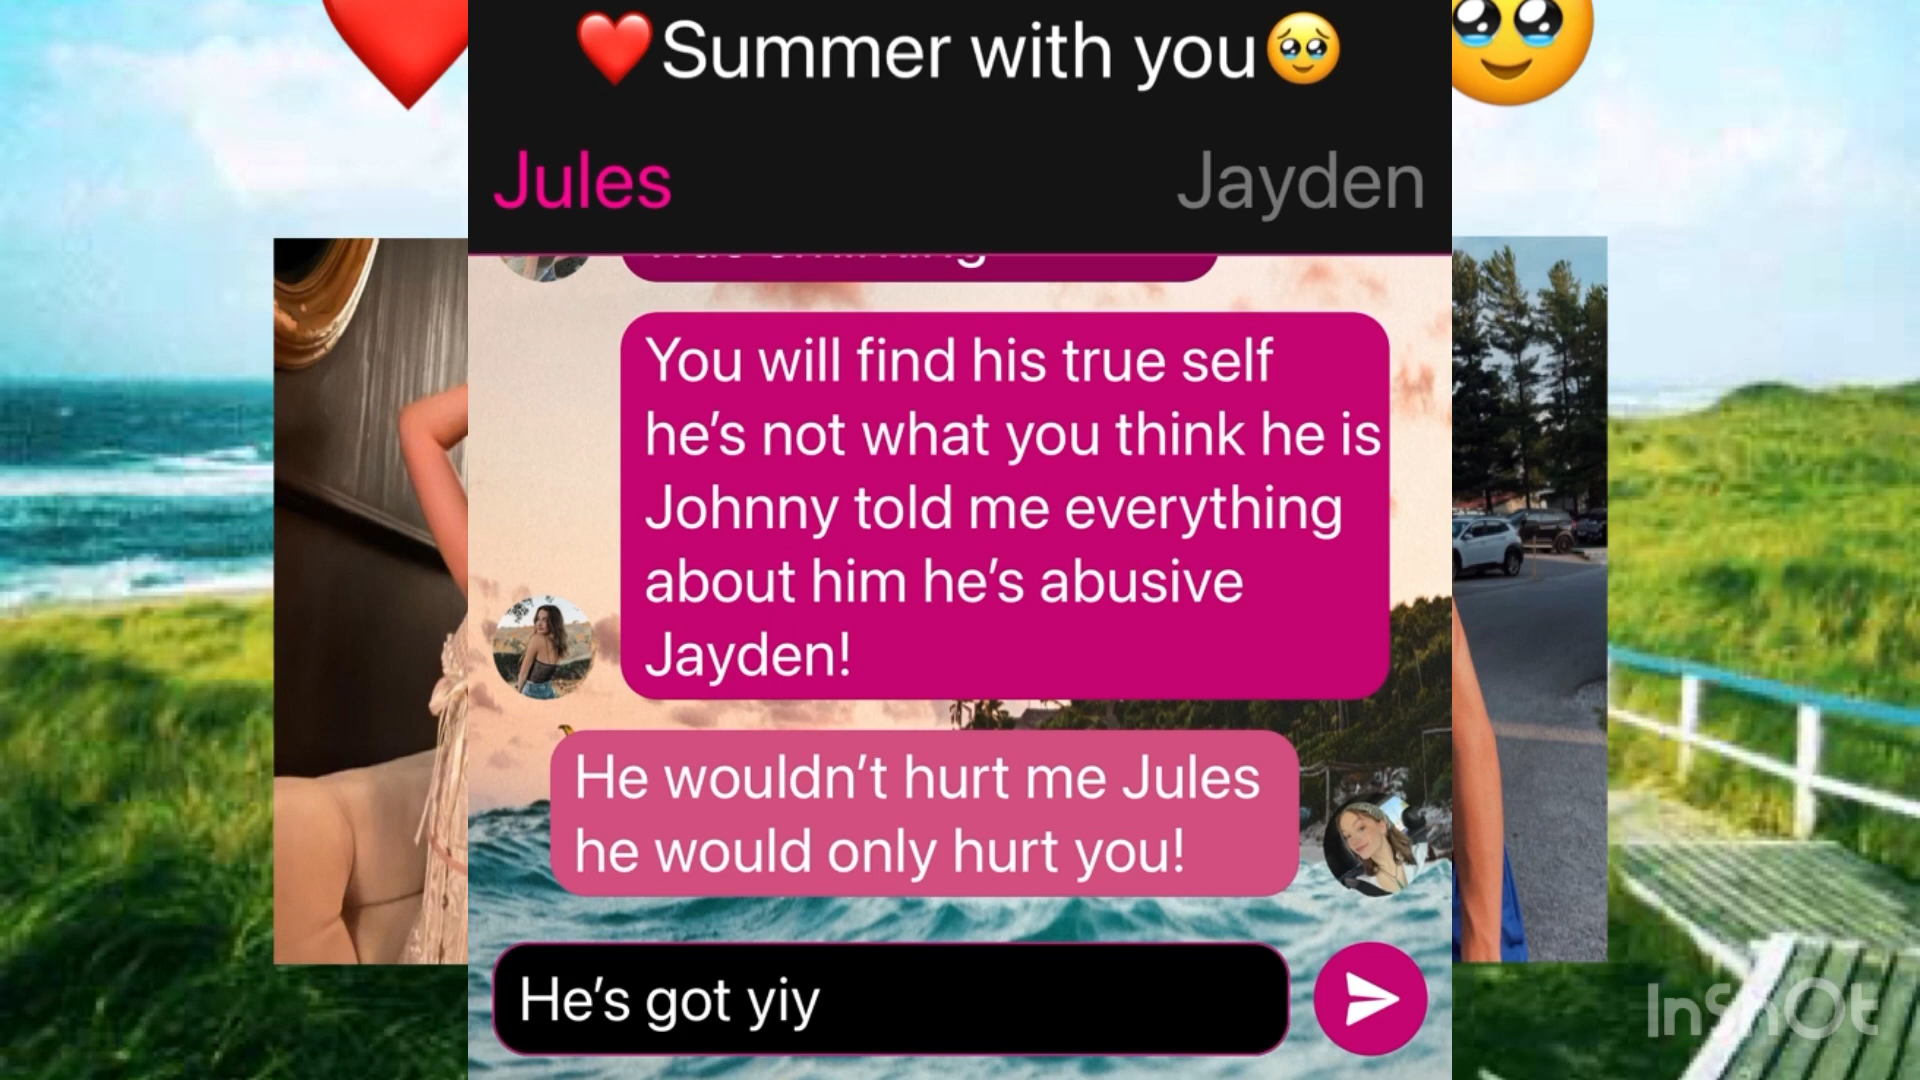 ❤️Summer with you🥹
Jules
Jayden
You will find his true self
he’s not what you think he is
Johnny told me everything
about him he’s abusive
Jayden!
He wouldn’t hurt me Jules
he would only hurt you!
He’s got yiy
InShOt